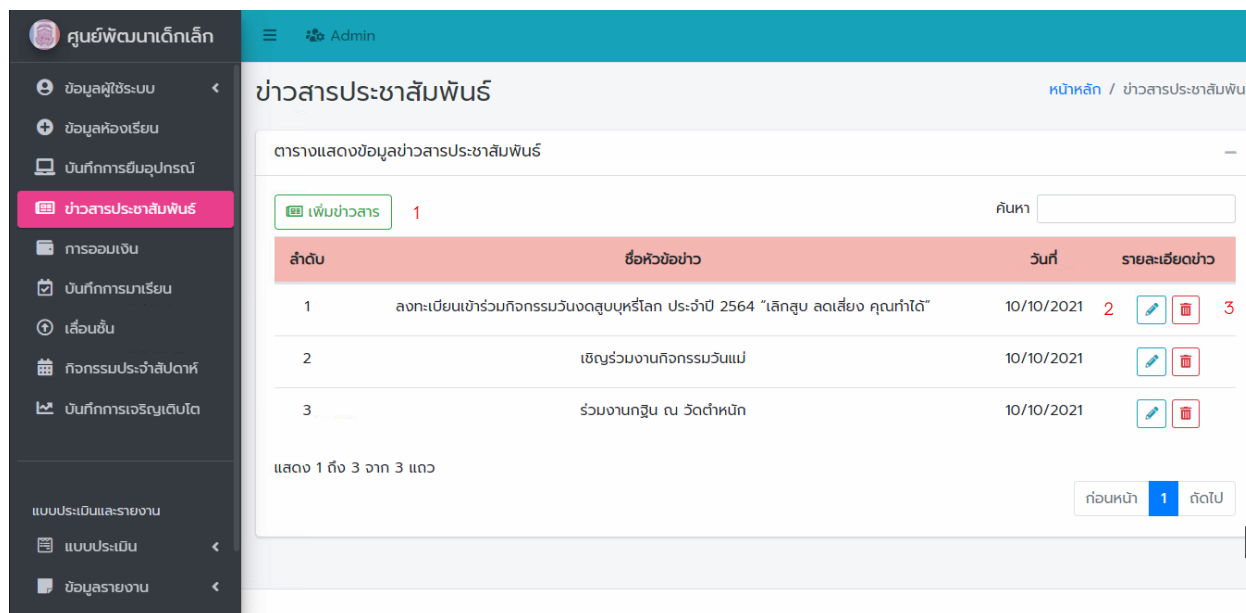 ศูนย์พัฒนาเด็กเล็ก
Admin
ข้อมูลผู้ใช้ระบบ
ข้อมูลห้องเรียน
บันทึกการยืมอุปกรณ์
ข่าวสารประชาสัมพันธ์
การออมเงิน
บันทึกการมาเรียน
เลื่อนชั้น
กิจกรรมประจำสัปดาห์
บันทึกการเจริญเติบโต
แบบประเมินและรายงาน
แบบประเมิน
ข้อมูลรายงาน
ข่าวสารประชาสัมพันธ์
หน้าหลัก / ข่าวสารประชาสัมพัน
ตารางแสดงข้อมูลข่าวสารประชาสัมพันธ์
เพิ่มข่าวสาร 1 ค้นหา
ลำดับ ชื่อหัวข้อข่าว วันที่ รายละเอียดข่าว
1 ลงทะเบียนเข้าร่วมกิจกรรมวันงดสูบบุหรี่โลก ประจำปี 2564 “เลิกสูบ ลดเสี่ยง คุณทำได้” 10/10/2021 2 3
2 เชิญร่วมงานกิจกรรมวันแม่ 10/10/2021
3 ร่วมงานกฐิน ณ วัดตำหนัก 10/10/2021
แสดง 1 ถึง 3 จาก 3 แถว
ก่อนหน้า 1 ถัดไป